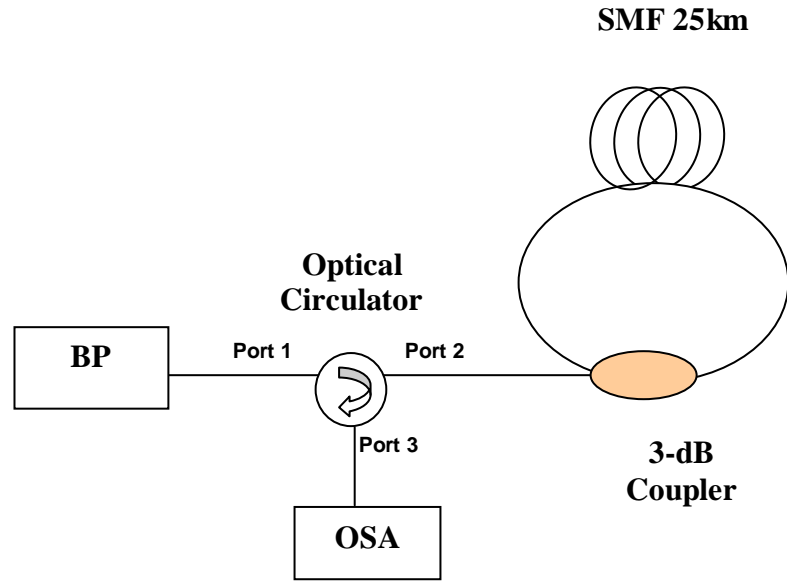 SMF 25km
Optical
Circulator
BP
Port 1
Port 2
Port 3
3-dB
Coupler
OSA